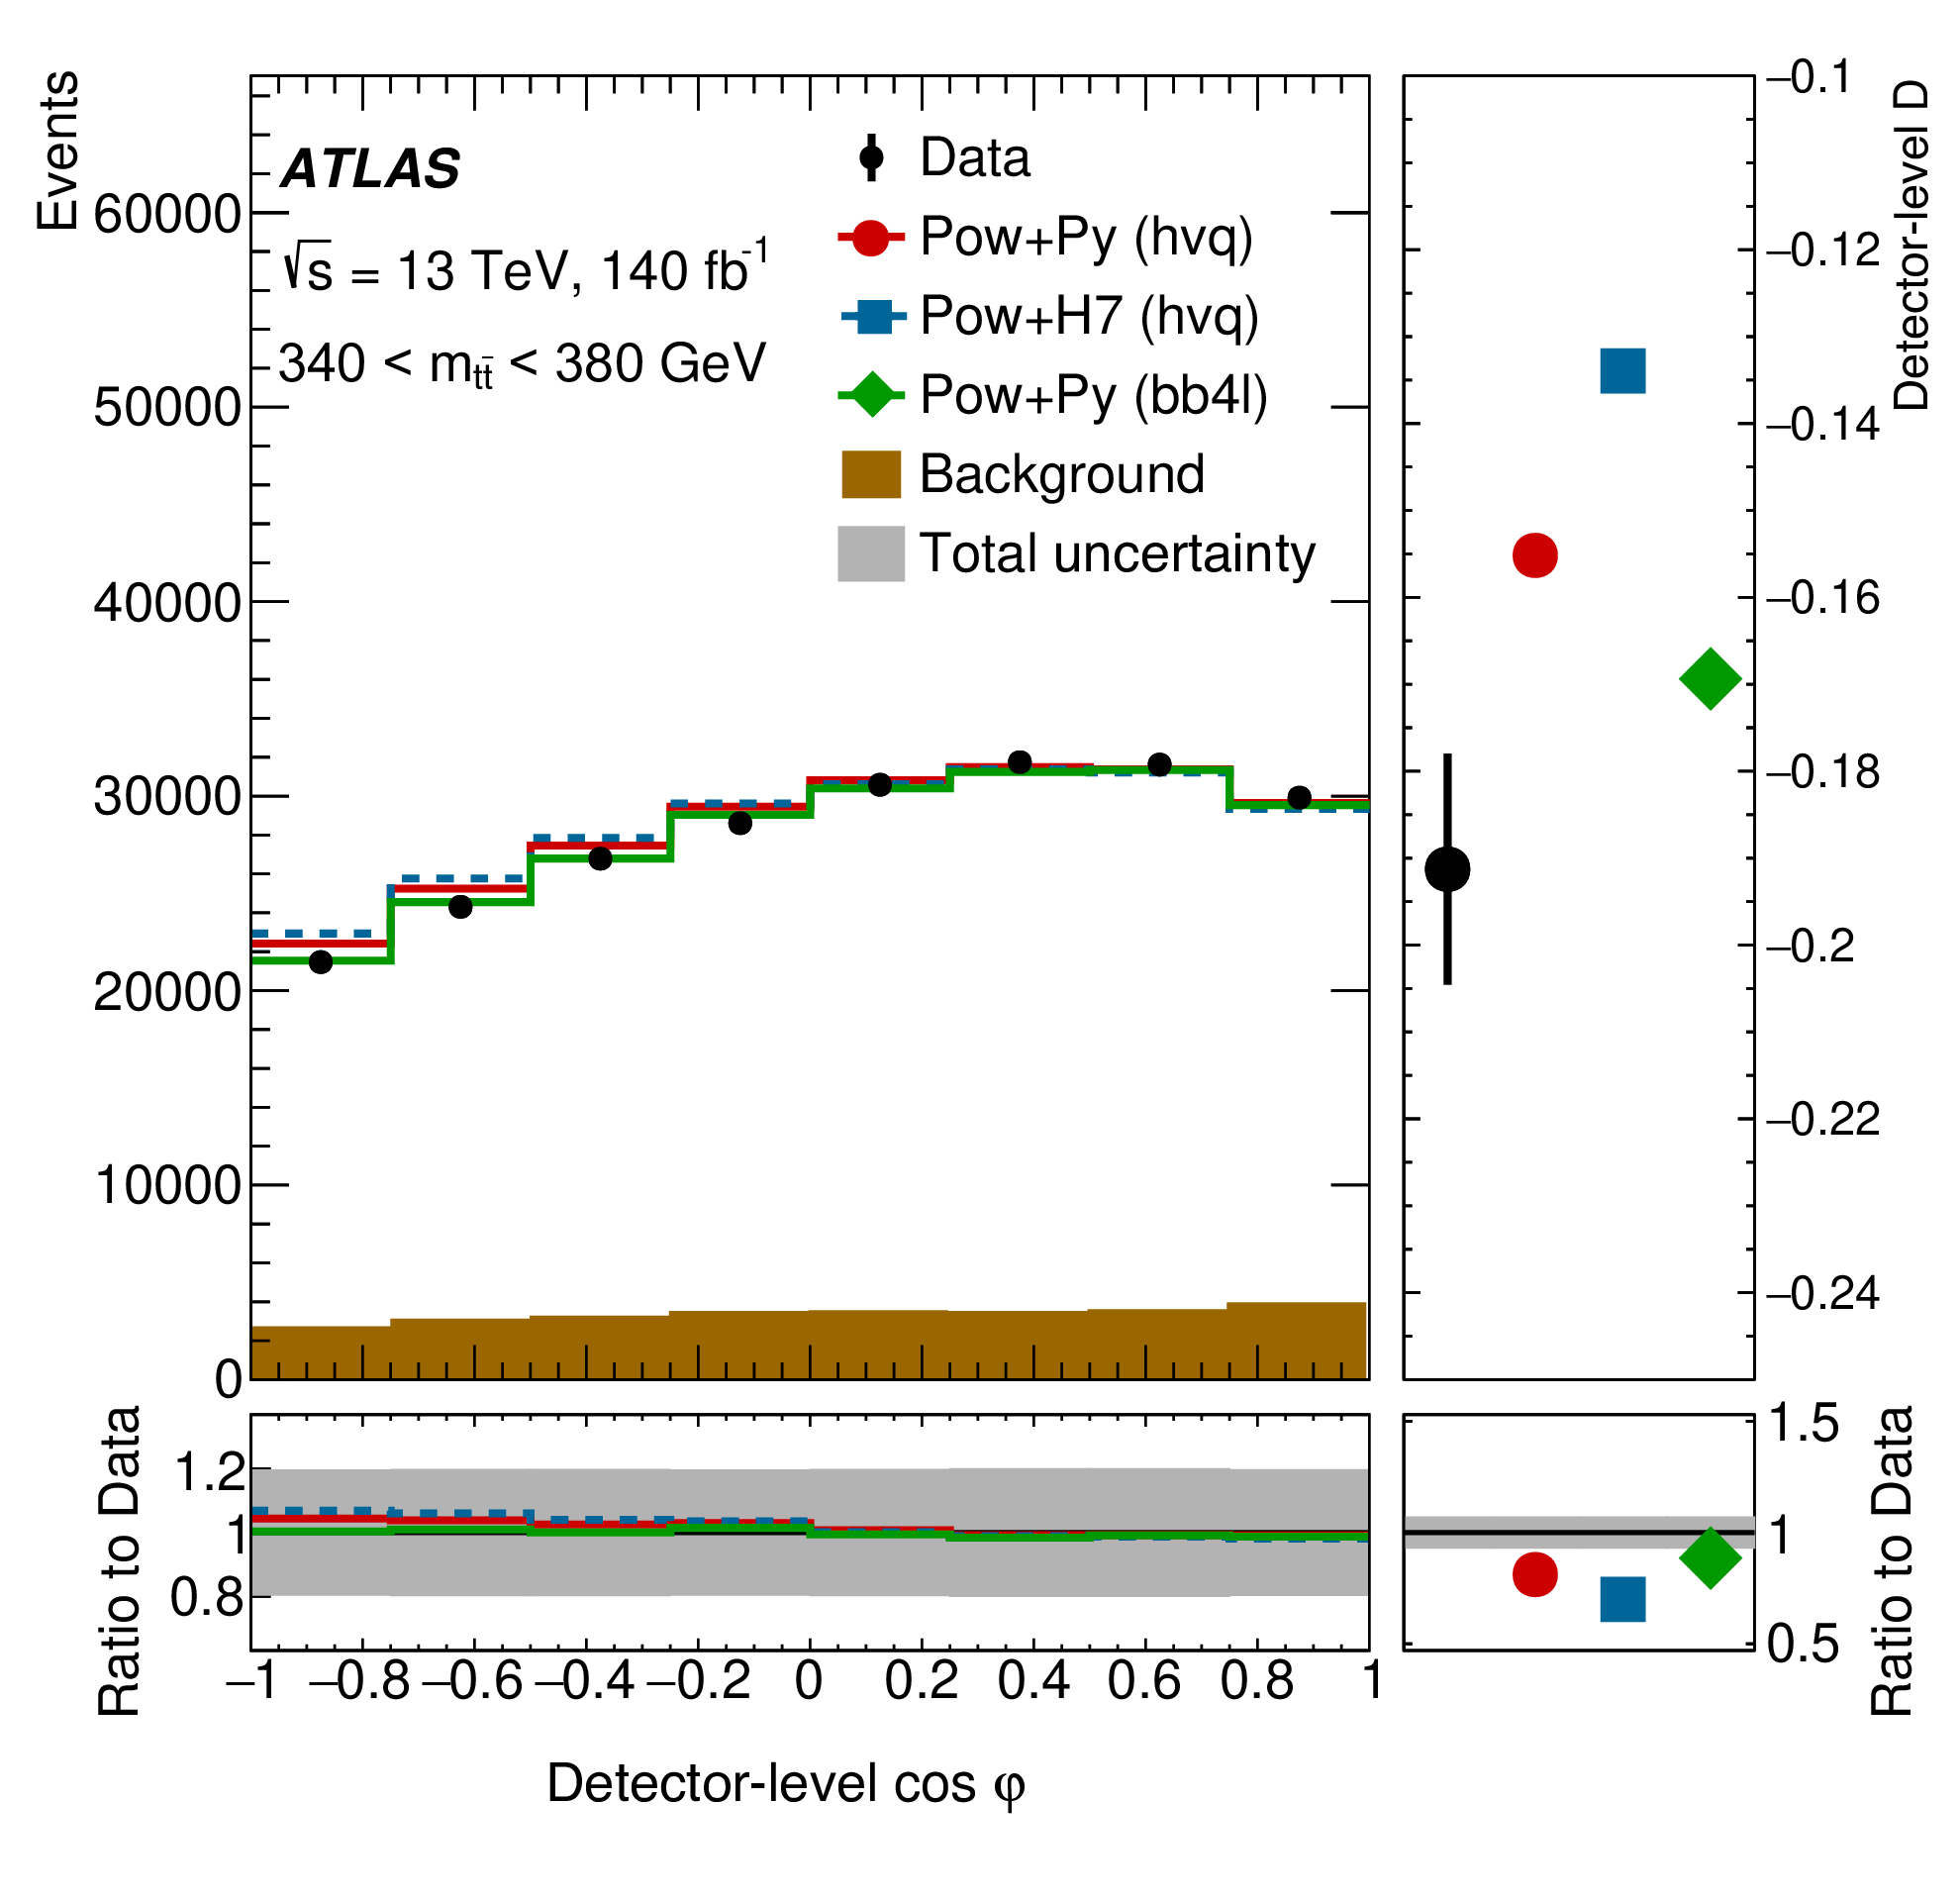 Events
60000
50000
40000
30000
20000
10000
0
ATLAS
√s = 13 TeV, 140 fb-1
340 < mtt̄ < 380 GeV
Data
Pow+Py (hvq)
Pow+H7 (hvq)
Pow+Py (bb4l)
Background
Total uncertainty
Detector-level D
−0.1
−0.12
−0.14
−0.16
−0.18
−0.2
−0.22
−0.24
Ratio to Data
1.2
1
0.8
−1 −0.8 −0.6 −0.4 −0.2 0 0.2 0.4 0.6 0.8 1
Detector-level cos φ
1.5
1
0.5
Ratio to Data